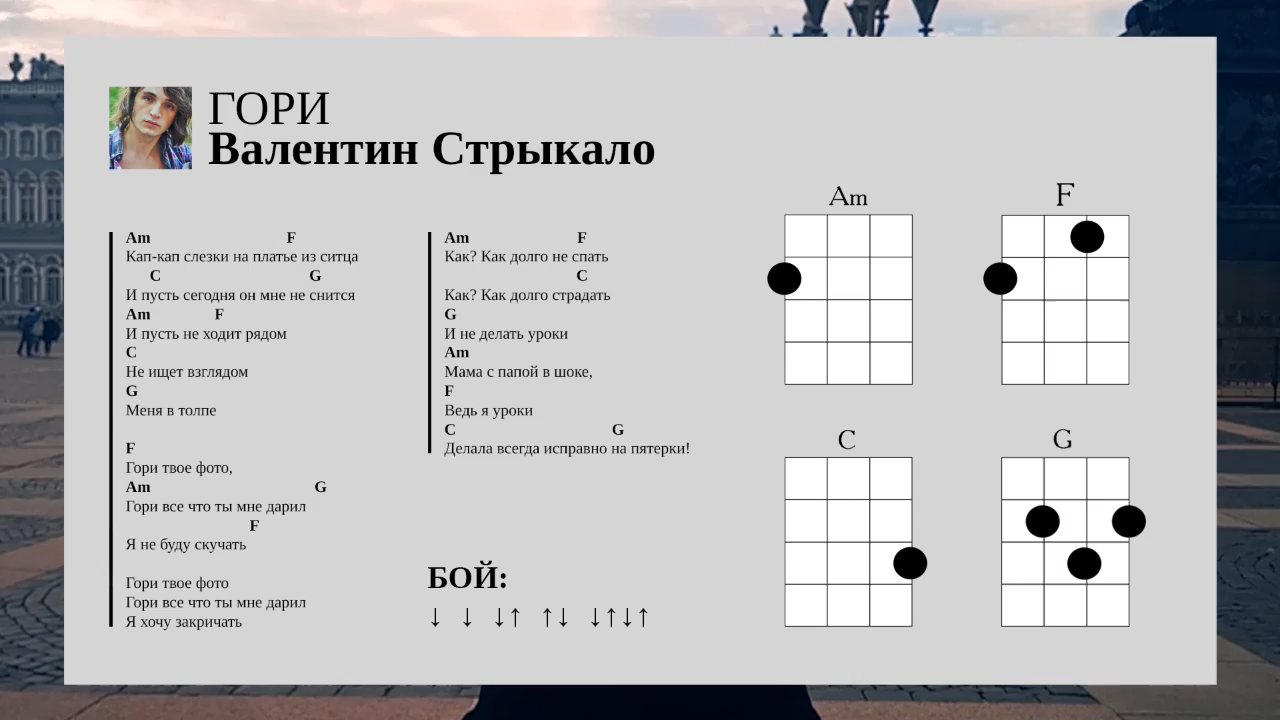 ГОРИ
Валентин Стрыкало
Am F
Кап-кап слезки на платье из ситца
C G
И пусть сегодня он мне не снится
Am F
И пусть не ходит рядом
C
Не ищет взглядом
G
Меня в толпе
F
Гори твое фото,
Am G
Гори все что ты мне дарил
F
Я не буду скучать
Гори твое фото
Гори все что ты мне дарил
Я хочу закричать
Am F
Как? Как долго не спать
C
Как? Как долго страдать
G
И не делать уроки
Am
Мама с папой в шоке,
F
Ведь я уроки
C G
Делала всегда исправно на пятерки!
БОЙ:
↓ ↓ ↓↑ ↑↓ ↓↑↓↑
Am F
C G